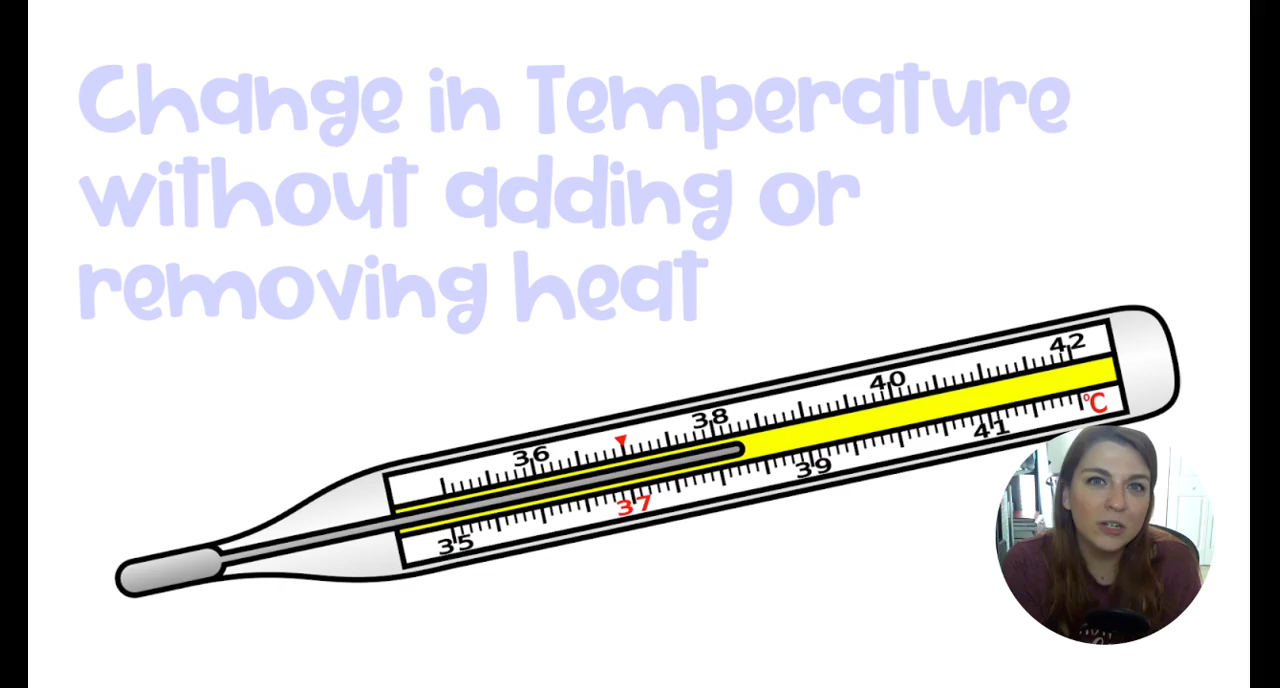 Change in Temperature
without adding or
removing heat
36 38 40 42
35 37 39 41 °C